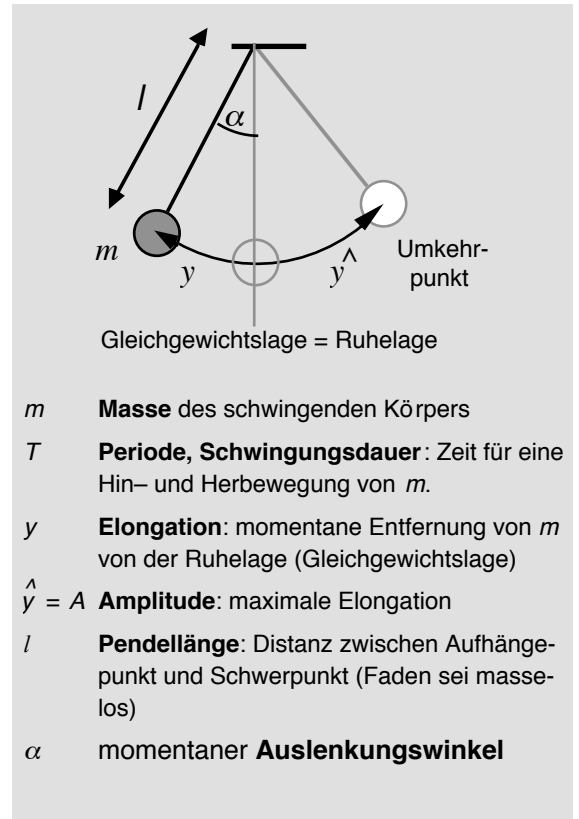 l
α
m
y
ŷ
Umkehr-
punkt
Gleichgewichtslage = Ruhelage
m Masse des schwingenden Körpers
T Periode, Schwingungsdauer: Zeit für eine
Hin– und Herbewegung von m.
y Elongation: momentane Entfernung von m
von der Ruhelage (Gleichgewichtslage)
ŷ = A Amplitude: maximale Elongation
l Pendellänge: Distanz zwischen Aufhänge-
punkt und Schwerpunkt (Faden sei masse-
los)
α momentaner Auslenkungswinkel